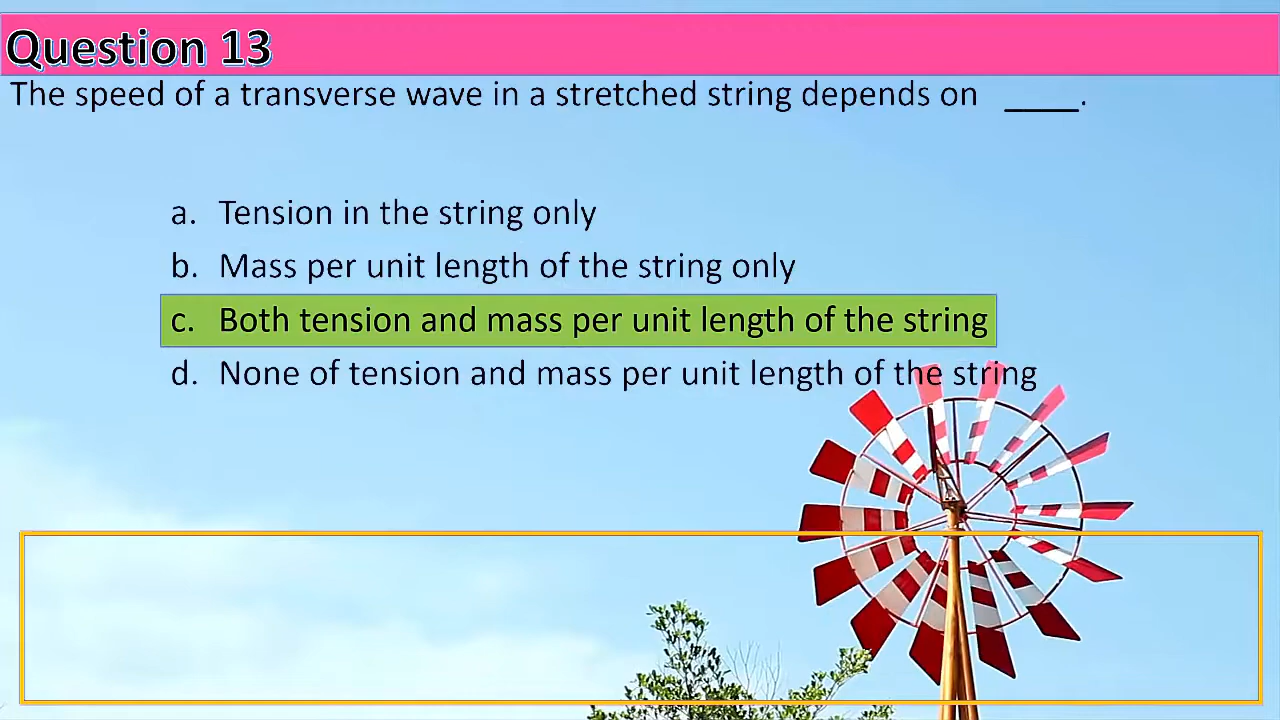 Question 13
The speed of a transverse wave in a stretched string depends on ____.
a. Tension in the string only
b. Mass per unit length of the string only
c. Both tension and mass per unit length of the string
d. None of tension and mass per unit length of the string